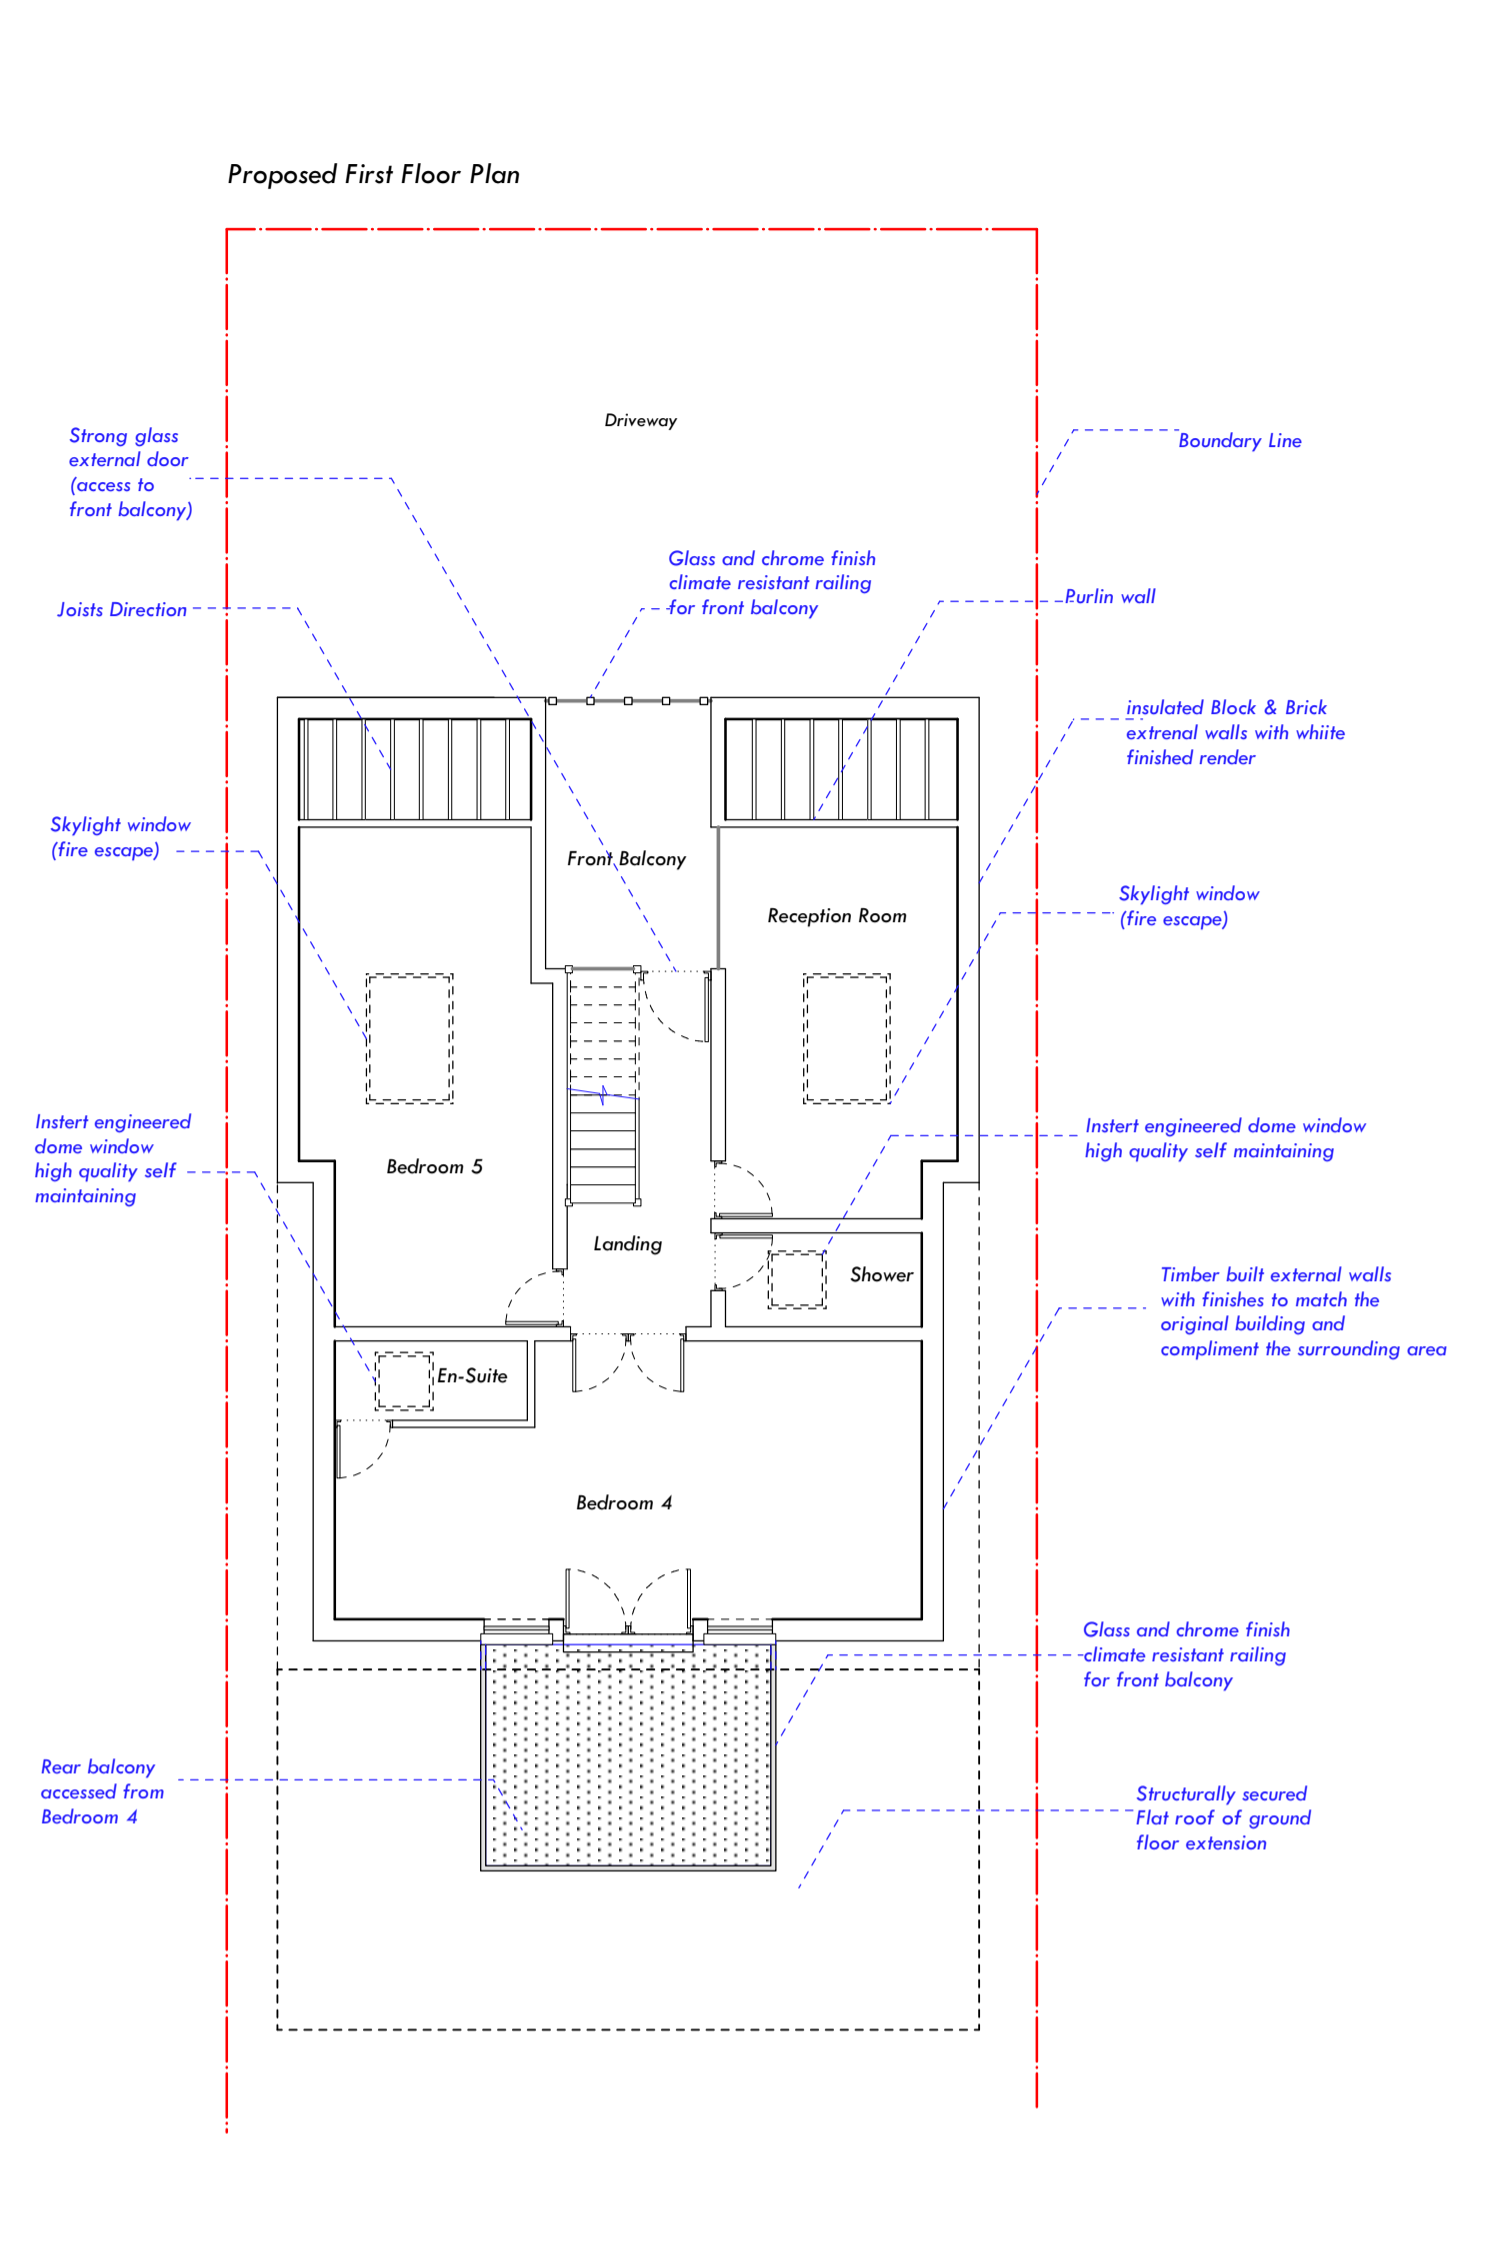 Proposed First Floor Plan
Driveway
Strong glass
external door
(access to
front balcony)
Boundary Line
Glass and chrome finish
climate resistant railing
for front balcony
Joists Direction
Purlin wall
insulated Block & Brick
extrenal walls with whiite
finished render
Skylight window
(fire escape)
Front Balcony
Reception Room
Skylight window
(fire escape)
Instert engineered
dome window
high quality self
maintaining
Bedroom 5
Instert engineered dome window
high quality self maintaining
Landing
Shower
Timber built external walls
with finishes to match the
original building and
compliment the surrounding area
En-Suite
Bedroom 4
Glass and chrome finish
climate resistant railing
for front balcony
Rear balcony
accessed from
Bedroom 4
Structurally secured
Flat roof of ground
floor extension